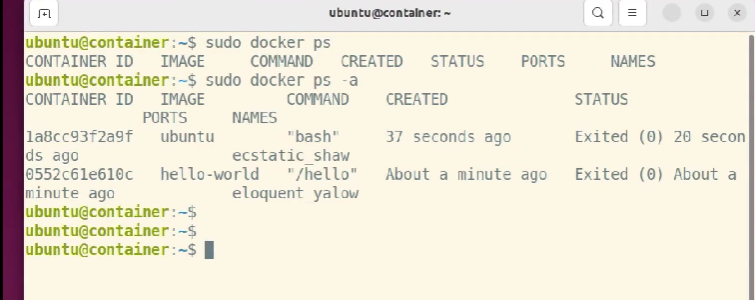 ubuntu@container: ~
ubuntu@container:~$ sudo docker ps
CONTAINER ID   IMAGE     COMMAND   CREATED   STATUS    PORTS     NAMES
ubuntu@container:~$ sudo docker ps -a
CONTAINER ID   IMAGE         COMMAND    CREATED              STATUS
             PORTS     NAMES
1a8cc93f2a9f   ubuntu        "bash"     37 seconds ago       Exited (0) 20 secon
ds ago                 ecstatic_shaw
0552c61e610c   hello-world   "/hello"   About a minute ago   Exited (0) About a
minute ago             eloquent_yalow
ubuntu@container:~$
ubuntu@container:~$
ubuntu@container:~$